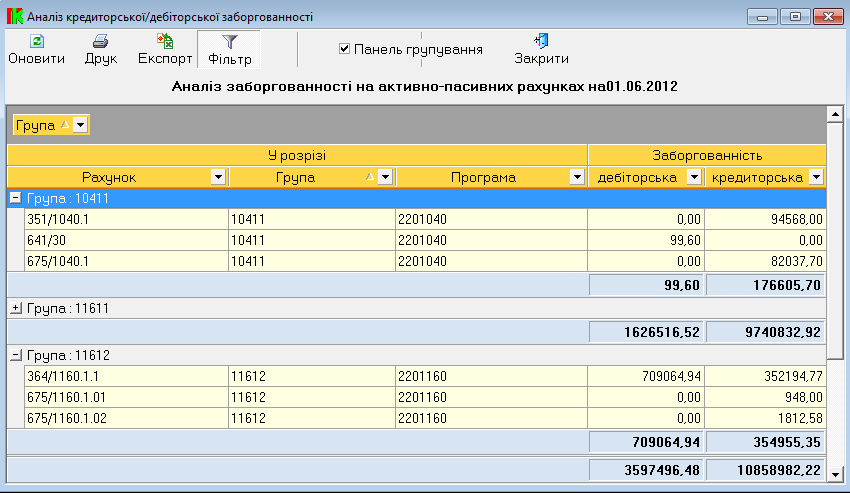 Аналіз кредиторської/дебіторської заборгованості
Оновити Друк Експорт Фільтр Панель групування Закрити
Аналіз заборгованості на активно-пасивних рахунках на01.06.2012
Група
У розрізі Заборгованність
Рахунок Група Програма дебіторська кредиторська
Група : 10411
351/1040.1 10411 2201040 0,00 94568,00
641/30 10411 2201040 99,60 0,00
675/1040.1 10411 2201040 0,00 82037,70
99,60 176605,70
Група : 11611
1626516,52 9740832,92
Група : 11612
364/1160.1.1 11612 2201160 709064,94 352194,77
675/1160.1.01 11612 2201160 0,00 948,00
675/1160.1.02 11612 2201160 0,00 1812,58
709064,94 354955,35
3597496,48 10858982,22